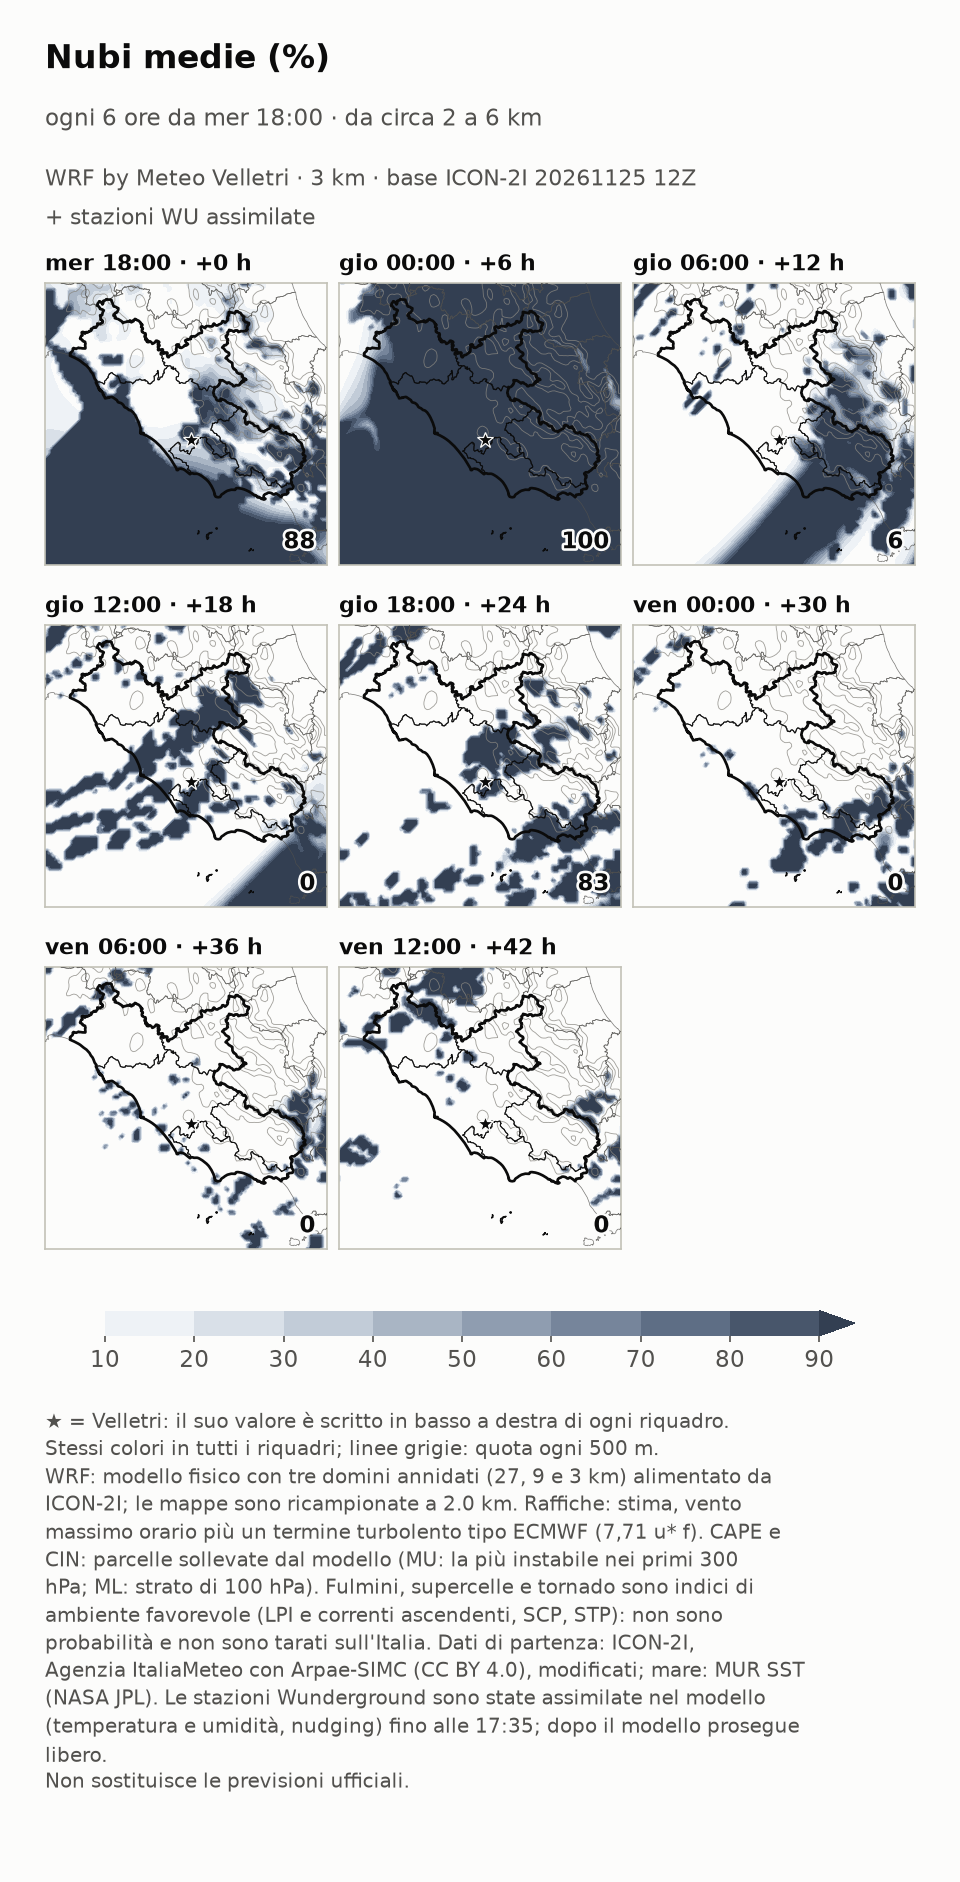 Nubi medie (%)
ogni 6 ore da mer 18:00 · da circa 2 a 6 km
WRF by Meteo Velletri · 3 km · base ICON-2I 20261125 12Z
+ stazioni WU assimilate
mer 18:00 · +0 h
gio 00:00 · +6 h
gio 06:00 · +12 h
88
100
6
gio 12:00 · +18 h
gio 18:00 · +24 h
ven 00:00 · +30 h
0
83
0
ven 06:00 · +36 h
ven 12:00 · +42 h
0
0
10 20 30 40 50 60 70 80 90
★ = Velletri: il suo valore è scritto in basso a destra di ogni riquadro.
Stessi colori in tutti i riquadri; linee grigie: quota ogni 500 m.
WRF: modello fisico con tre domini annidati (27, 9 e 3 km) alimentato da
ICON-2I; le mappe sono ricampionate a 2.0 km. Raffiche: stima, vento
massimo orario più un termine turbolento tipo ECMWF (7,71 u* f). CAPE e
CIN: parcelle sollevate dal modello (MU: la più instabile nei primi 300
hPa; ML: strato di 100 hPa). Fulmini, supercelle e tornado sono indici di
ambiente favorevole (LPI e correnti ascendenti, SCP, STP): non sono
probabilità e non sono tarati sull'Italia. Dati di partenza: ICON-2I,
Agenzia ItaliaMeteo con Arpae-SIMC (CC BY 4.0), modificati; mare: MUR SST
(NASA JPL). Le stazioni Wunderground sono state assimilate nel modello
(temperatura e umidità, nudging) fino alle 17:35; dopo il modello prosegue
libero.
Non sostituisce le previsioni ufficiali.